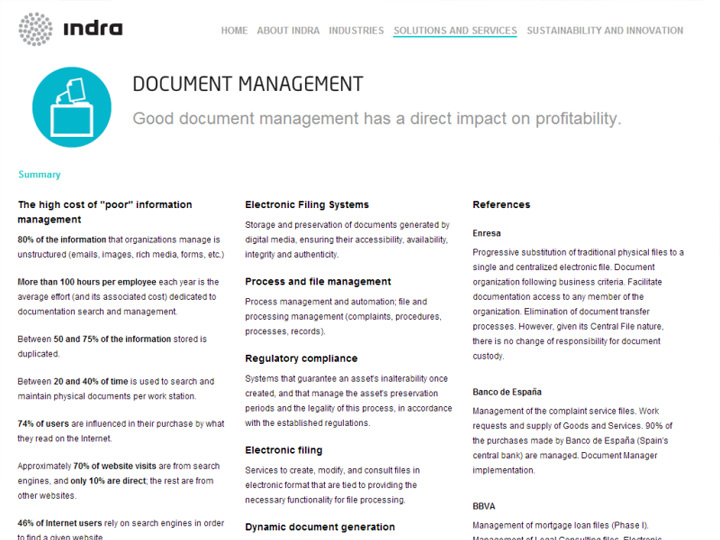 indra
HOME ABOUT INDRA INDUSTRIES SOLUTIONS AND SERVICES SUSTAINABILITY AND INNOVATION
DOCUMENT MANAGEMENT
Good document management has a direct impact on profitability.
Summary
The high cost of "poor" information
management
80% of the information that organizations manage is
unstructured (emails, images, rich media, forms, etc.)
More than 100 hours per employee each year is the
average effort (and its associated cost) dedicated to
documentation search and management.
Between 50 and 75% of the information stored is
duplicated.
Between 20 and 40% of time is used to search and
maintain physical documents per work station.
74% of users are influenced in their purchase by what
they read on the Internet.
Approximately 70% of website visits are from search
engines, and only 10% are direct; the rest are from
other websites.
46% of Internet users rely on search engines in order
to find a given website
Electronic Filing Systems
Storage and preservation of documents generated by
digital media, ensuring their accessibility, availability,
integrity and authenticity.
Process and file management
Process management and automation; file and
processing management (complaints, procedures,
processes, records).
Regulatory compliance
Systems that guarantee an asset's inalterability once
created, and that manage the asset's preservation
periods and the legality of this process, in accordance
with the established regulations.
Electronic filing
Services to create, modify, and consult files in
electronic format that are tied to providing the
necessary functionality for file processing.
Dynamic document generation
References
Enresa
Progressive substitution of traditional physical files to a
single and centralized electronic file. Document
organization following business criteria. Facilitate
documentation access to any member of the
organization. Elimination of document transfer
processes. However, given its Central File nature,
there is no change of responsibility for document
custody.
Banco de España
Management of the complaint service files. Work
requests and supply of Goods and Services. 90% of
the purchases made by Banco de España (Spain's
central bank) are managed. Document Manager
implementation.
BBVA
Management of mortgage loan files (Phase I).
Management of Legal Consulting files. Electronic